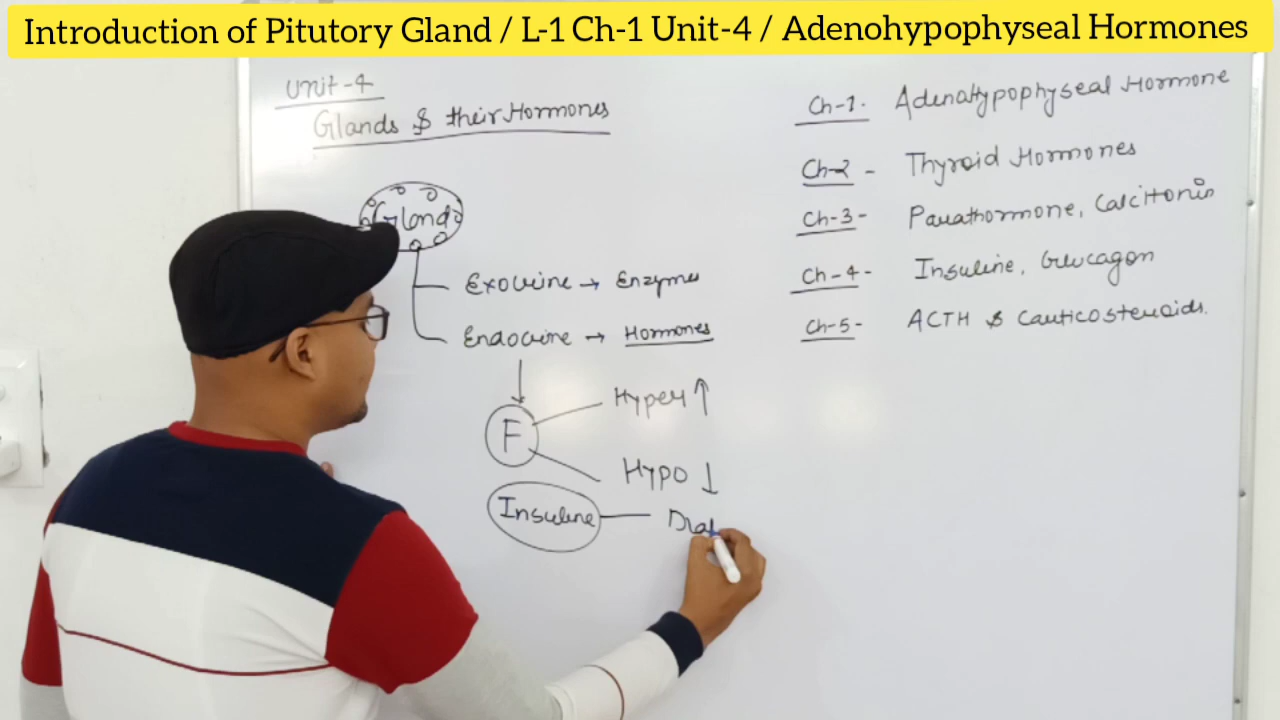 Introduction of Pitutory Gland / L-1 Ch-1 Unit-4 / Adenohypophyseal Hormones
Unit-4
Glands & their Hormones
Glands
Exocrine → Enzymes
Endocrine → Hormones
F
Hyper ↑
Hypo ↓
Insuline — Diab
Ch-1. Adenohypophyseal Hormone
Ch-2 - Thyroid Hormones
Ch-3- Parathormone, Calcitonin
Ch-4- Insuline, Glucagon
Ch-5- ACTH & Corticosteroids.